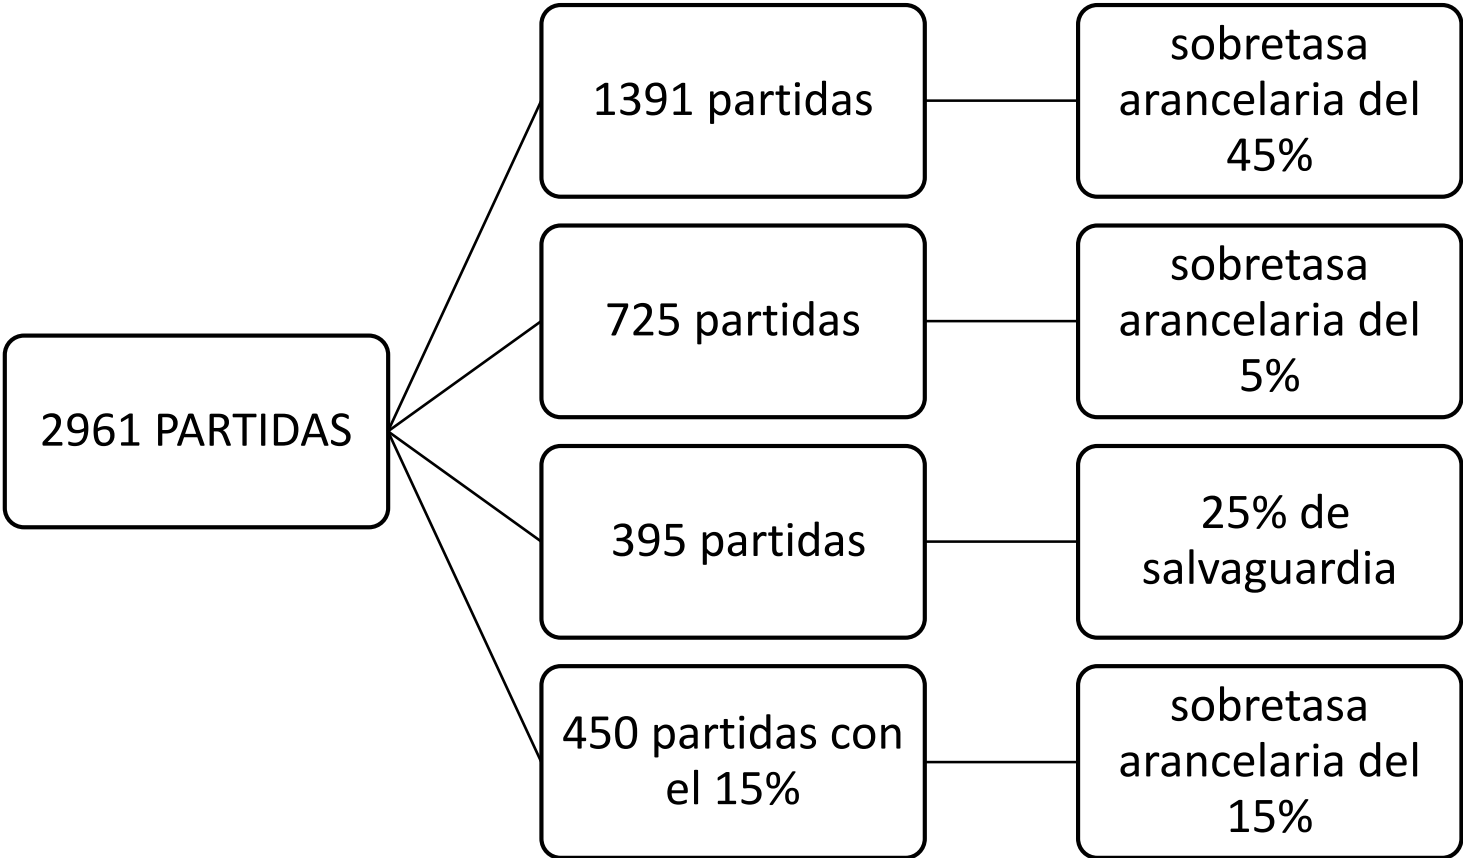 2961 PARTIDAS
1391 partidas
sobretasa
arancelaria del
45%
725 partidas
sobretasa
arancelaria del
5%
395 partidas
25% de
salvaguardia
450 partidas con
el 15%
sobretasa
arancelaria del
15%